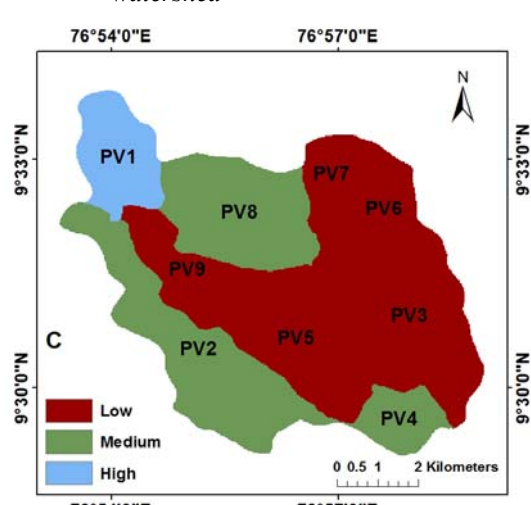 watershed
76°54'0"E 76°57'0"E
N
9°33'0"N 9°33'0"N
PV1
PV7
PV8 PV6
PV9
PV3
C PV2 PV5
9°30'0"N 9°30'0"N
Low
PV4
Medium
High
0 0.5 1 2 Kilometers